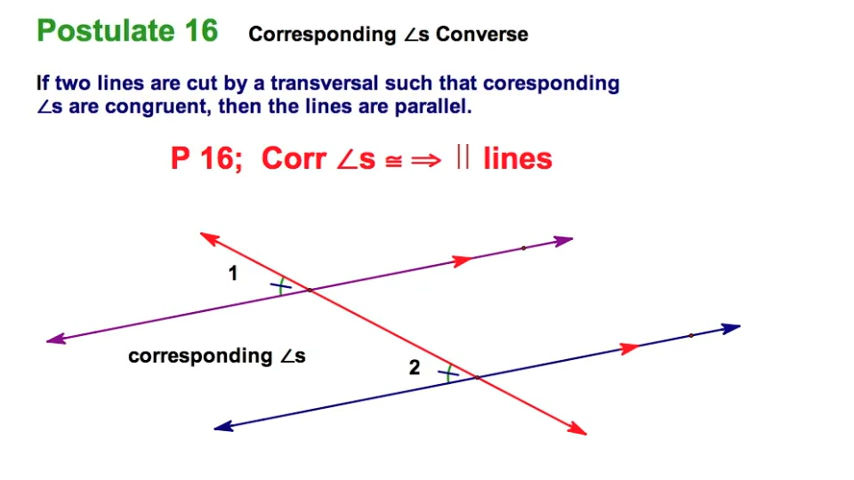 Postulate 16 Corresponding ∠s Converse
If two lines are cut by a transversal such that coresponding
∠s are congruent, then the lines are parallel.
P 16; Corr ∠s ≅ ⇒ || lines
1
corresponding ∠s
2